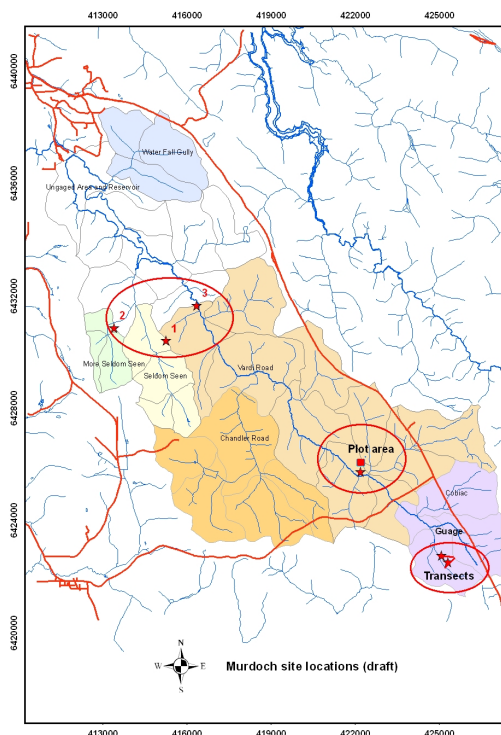 413000 416000 419000 422000 425000
6440000
6436000
6432000
6428000
6424000
6420000
Water Fall Gully
Ungaged Area and Reservoir
3
2
1
More Seldom Seen
Seldom Seen
Vardi Road
Chandler Road
Plot area
Cobiac
Guage
Transects
N
W E
S
Murdoch site locations (draft)
413000 416000 419000 422000 425000